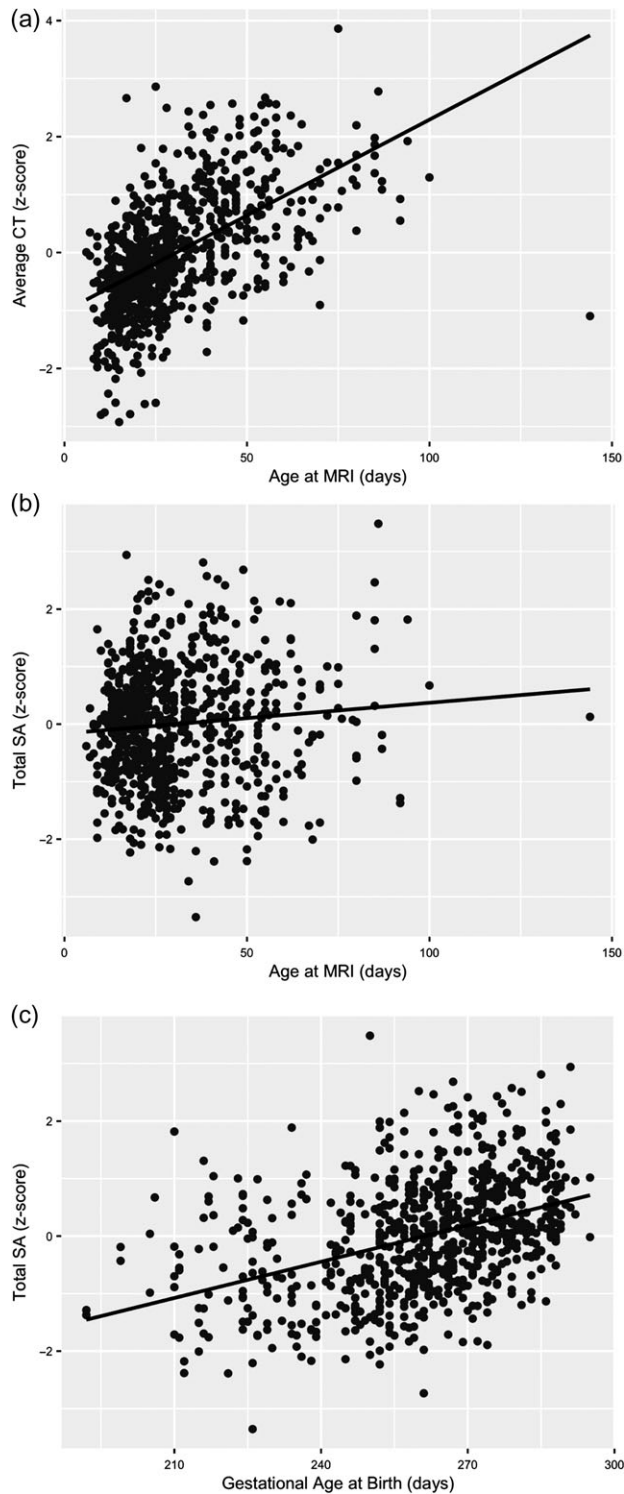 (a)
4
2
0
−2
Average CT (z-score)
0 50 100 150
Age at MRI (days)
(b)
2
0
−2
Total SA (z-score)
0 50 100 150
Age at MRI (days)
(c)
2
0
−2
Total SA (z-score)
210 240 270 300
Gestational Age at Birth (days)